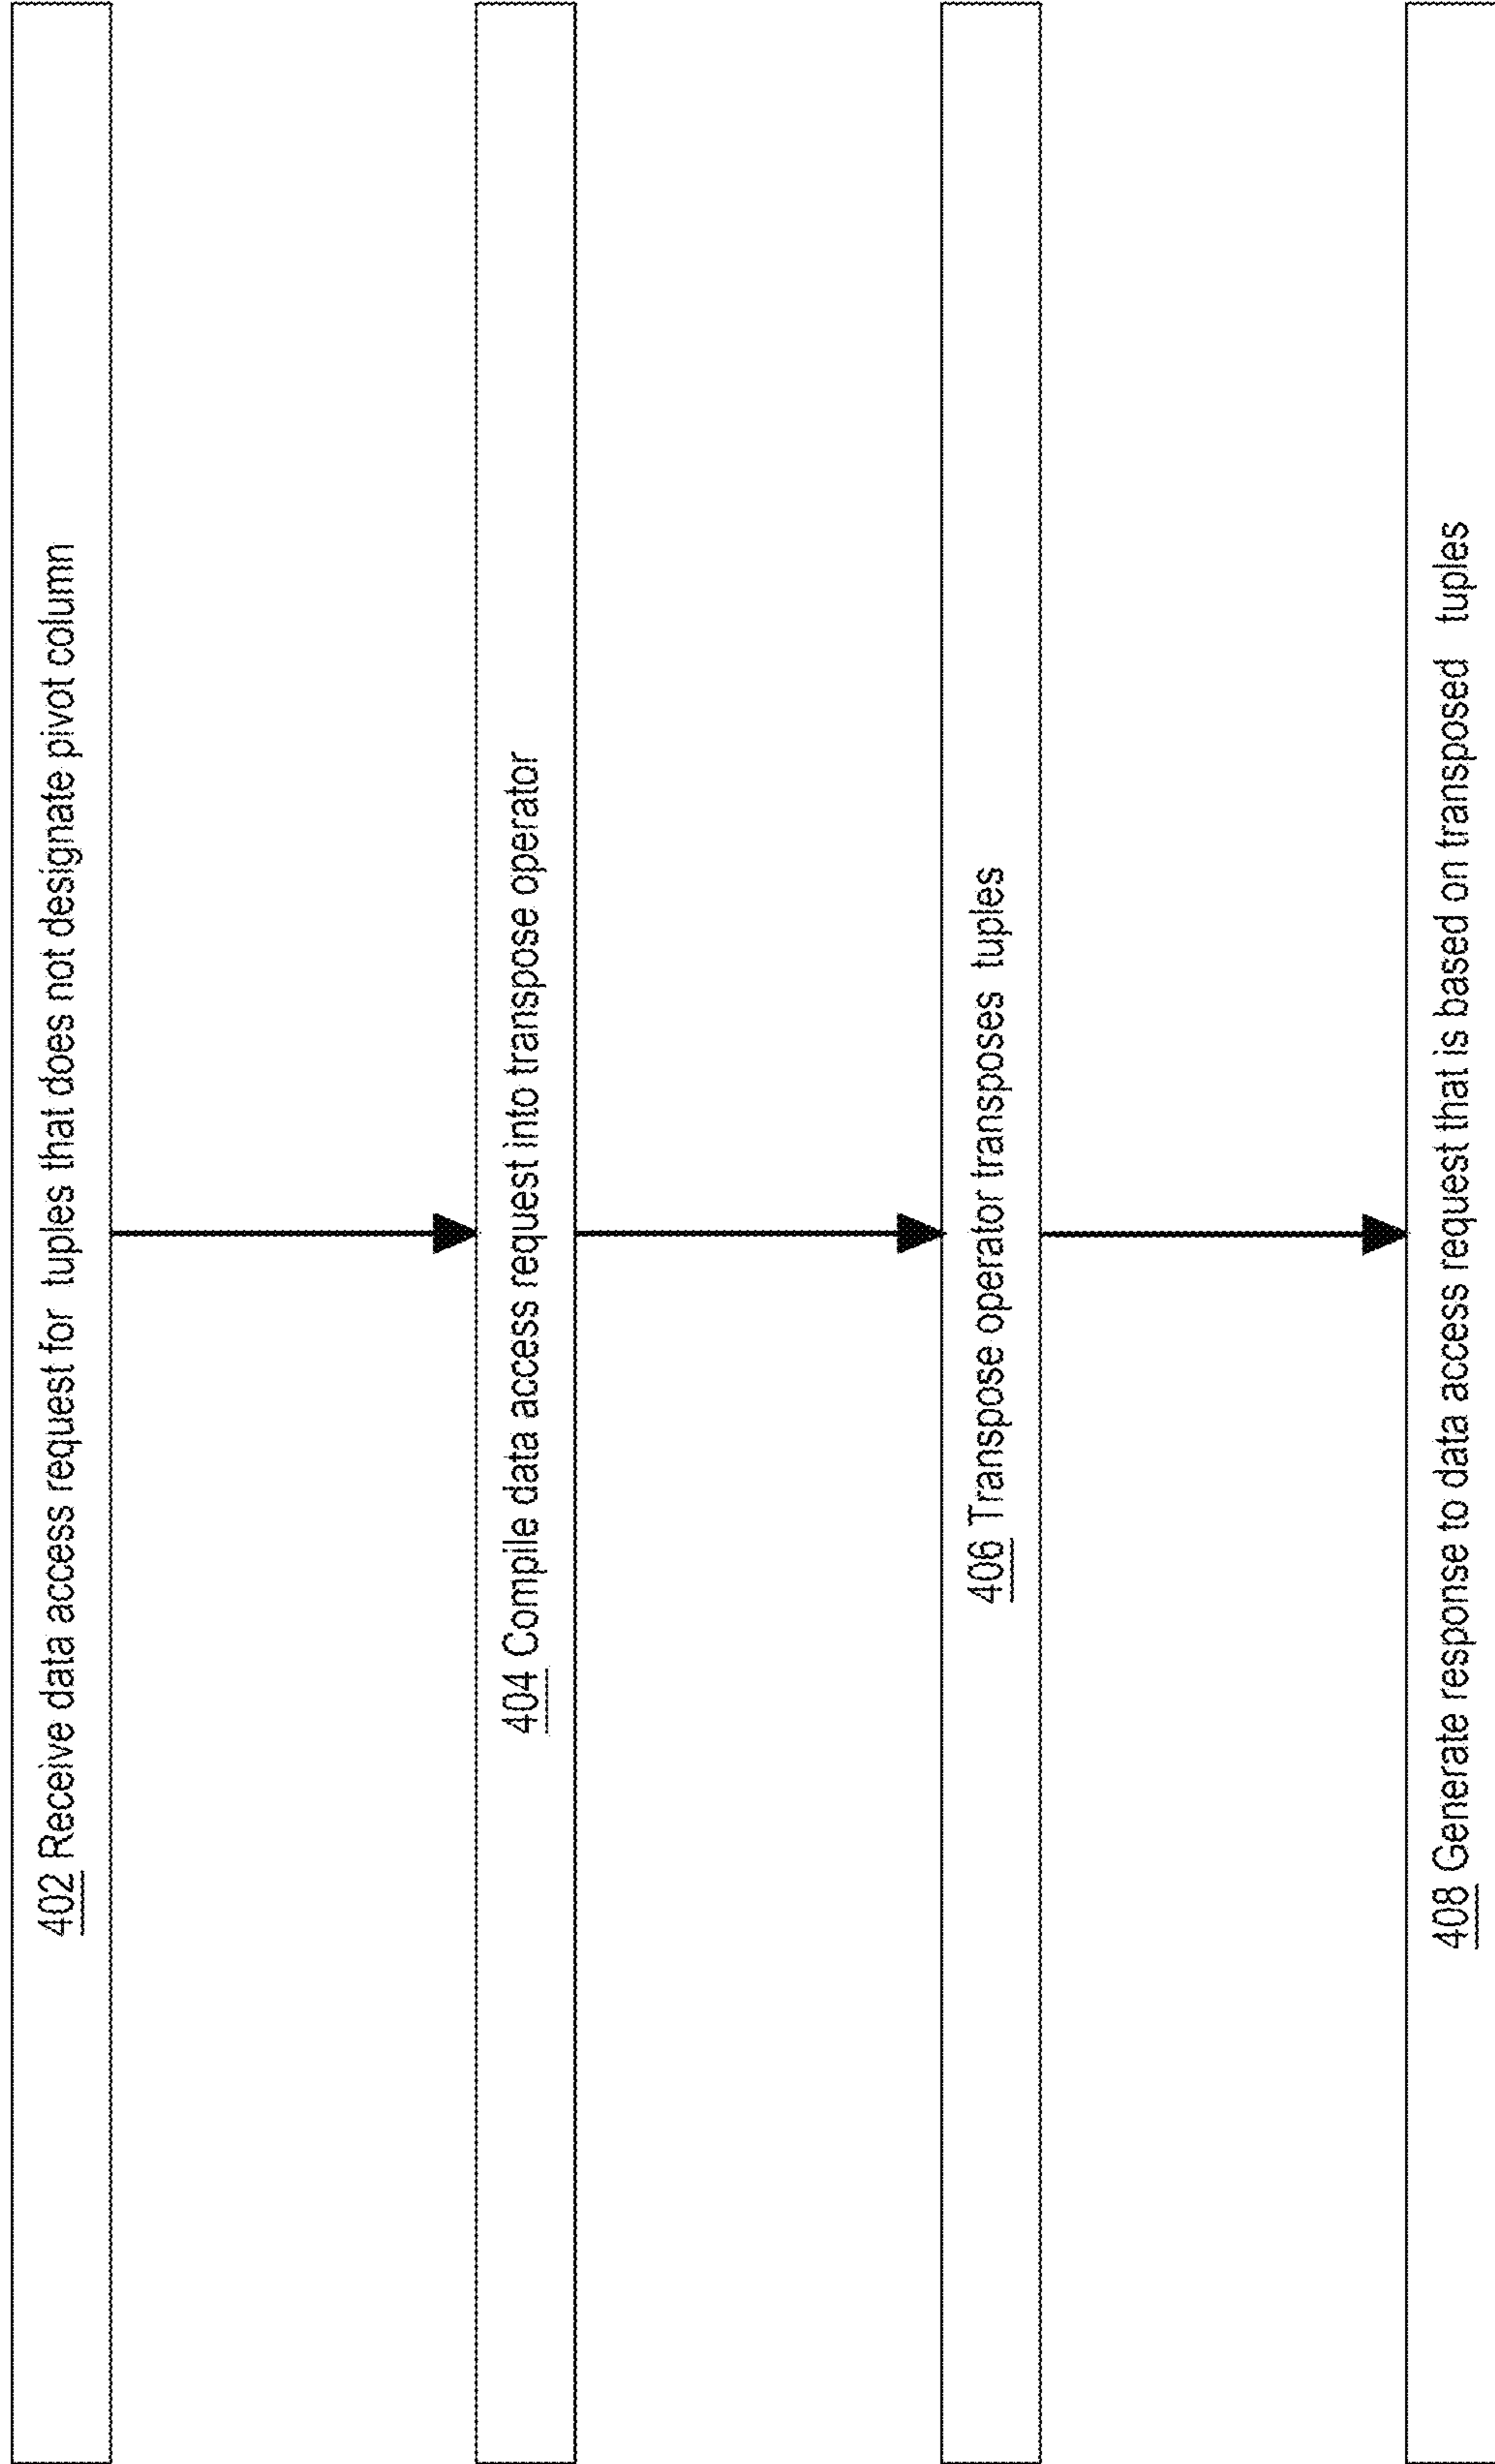 402 Receive data access request for tuples that does not designate pivot column
404 Compile data access request into transpose operator
406 Transpose operator transposes tuples
408 Generate response to data access request that is based on transposed tuples